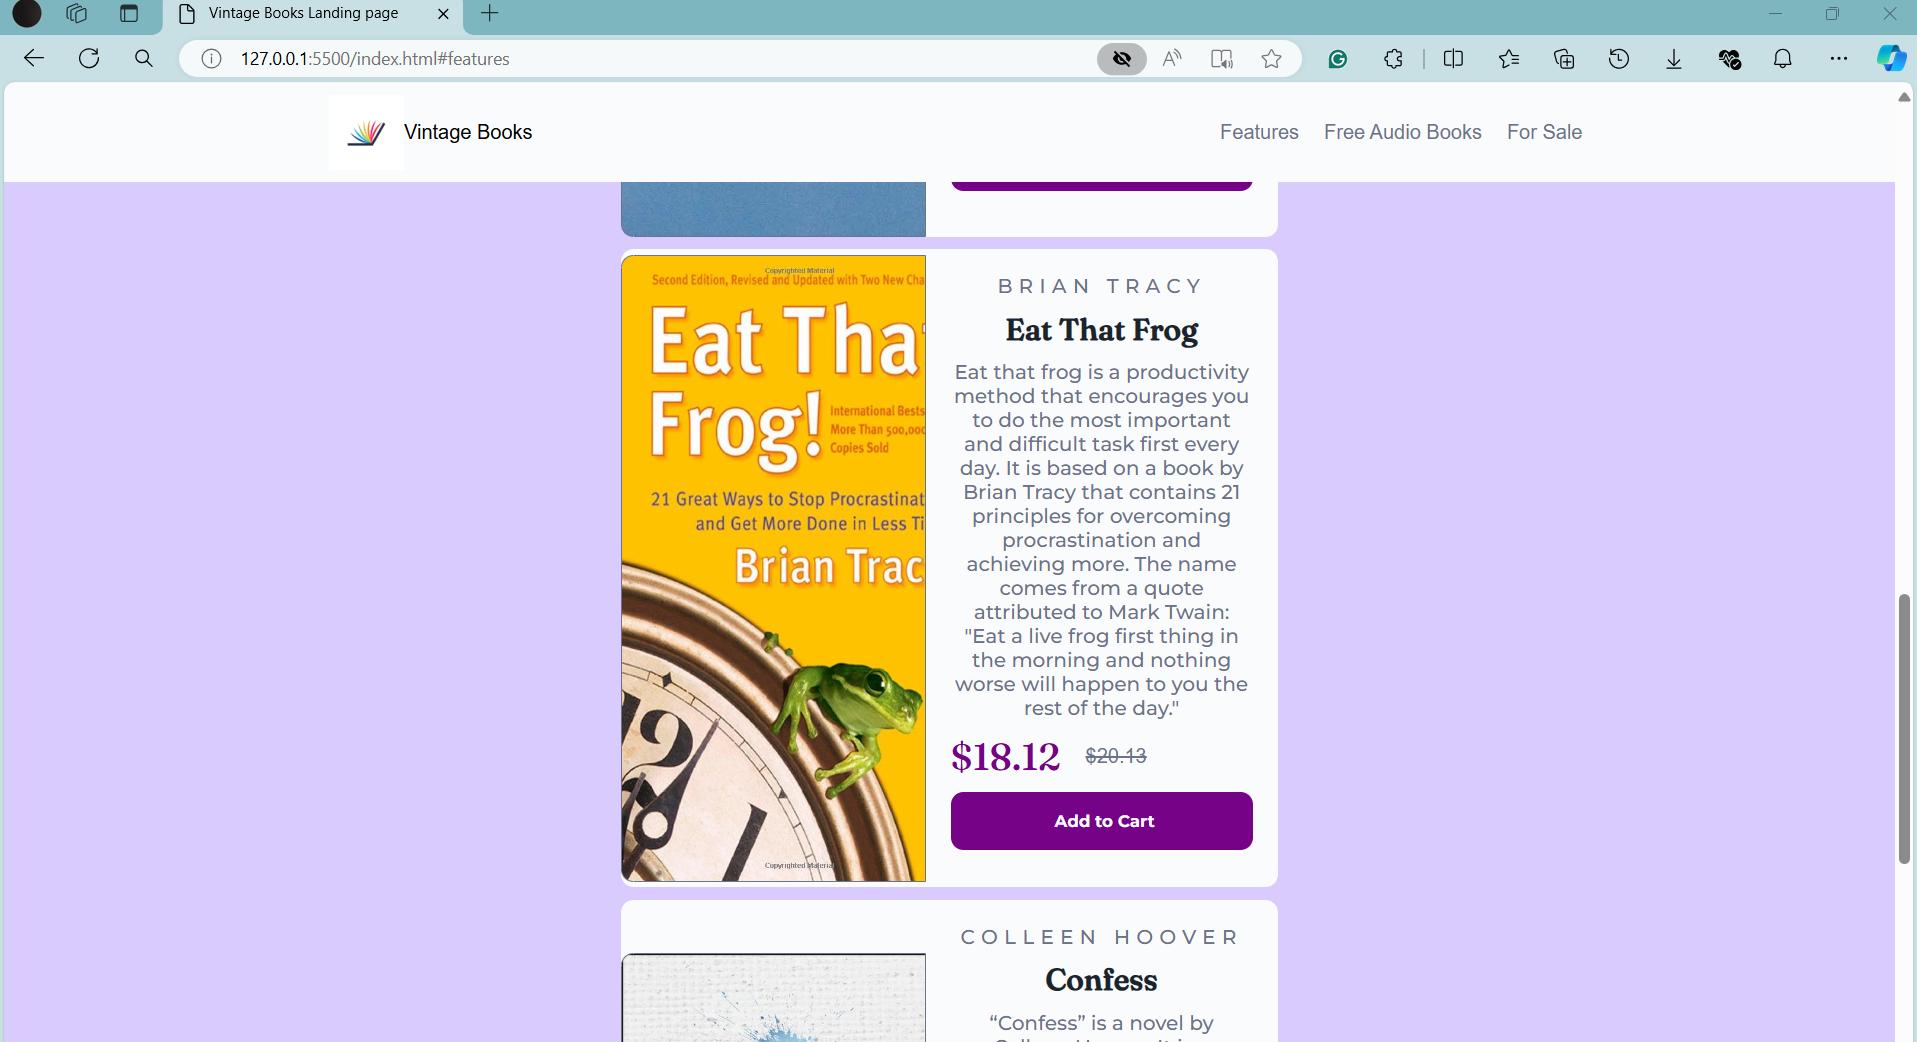 Vintage Books Landing page
127.0.0.1:5500/index.html#features
Vintage Books
Features
Free Audio Books
For Sale
Copyrighted Material
Second Edition, Revised and Updated with Two New Cha
Eat Tha
Frog!
International Bests
More Than 500,000
Copies Sold
21 Great Ways to Stop Procrastinat
and Get More Done in Less Ti
Brian Trac
12
1
Copyrighted Material
BRIAN TRACY
Eat That Frog
Eat that frog is a productivity
method that encourages you
to do the most important
and difficult task first every
day. It is based on a book by
Brian Tracy that contains 21
principles for overcoming
procrastination and
achieving more. The name
comes from a quote
attributed to Mark Twain:
"Eat a live frog first thing in
the morning and nothing
worse will happen to you the
rest of the day."
$18.12 $20.13
Add to Cart
COLLEEN HOOVER
Confess
“Confess” is a novel by